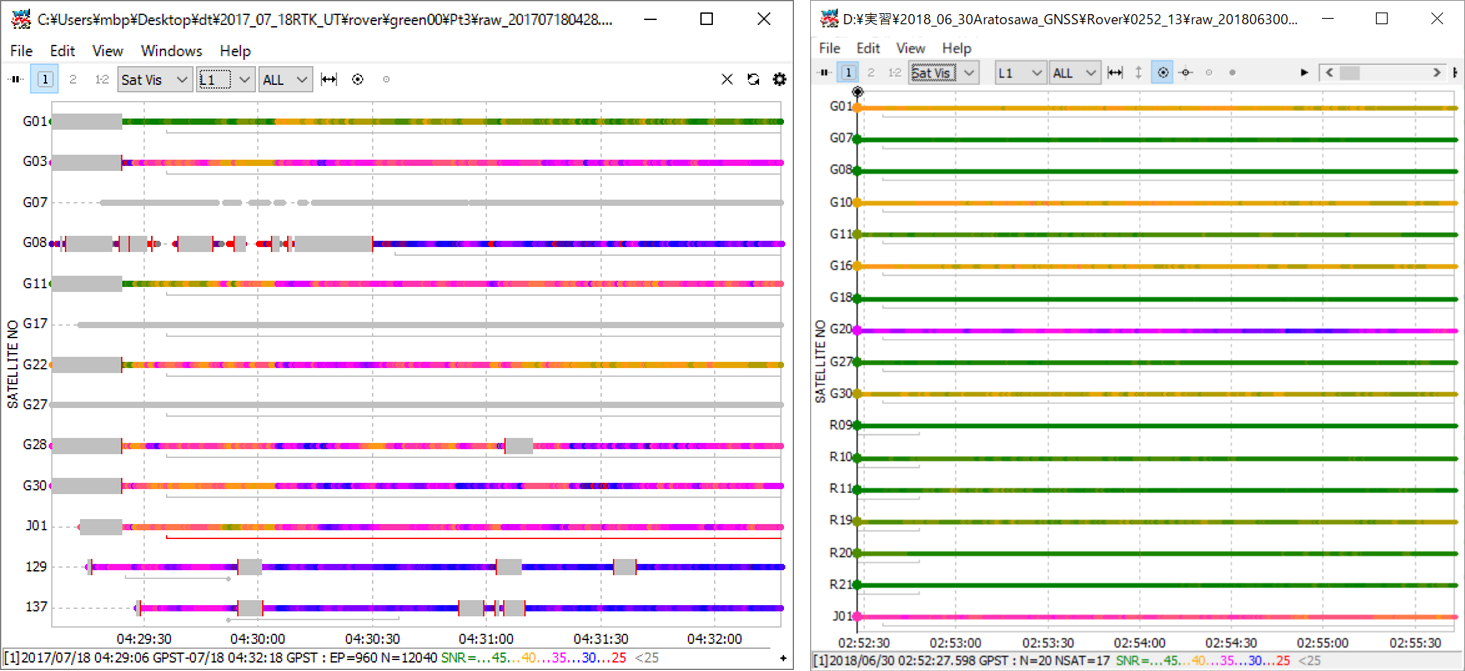 C:¥Users¥mbp¥Desktop¥dt¥2017_07_18RTK_UT¥rover¥green00¥Pt3¥raw_201707180428....
File Edit View Windows Help
1 2 1-2 Sat Vis L1 ALL
SATELLITE NO
G01
G03
G07
G08
G11
G17
G22
G27
G28
G30
J01
129
137
04:29:30 04:30:00 04:30:30 04:31:00 04:31:30 04:32:00
[1]2017/07/18 04:29:06 GPST-07/18 04:32:18 GPST : EP=960 N=12040 SNR=...45...40...35...30...25 <25
D:¥実習¥2018_06_30Aratosawa_GNSS¥Rover¥0252_13¥raw_201806300...
File Edit View Help
1 2 1-2 Sat Vis L1 ALL
SATELLITE NO
G01
G07
G08
G10
G11
G16
G18
G20
G27
G30
R09
R10
R11
R19
R20
R21
J01
02:52:30 02:53:00 02:53:30 02:54:00 02:54:30 02:55:00 02:55:30
[1]2018/06/30 02:52:27.598 GPST : N=20 NSAT=17 SNR=...45...40...35...30...25 <25